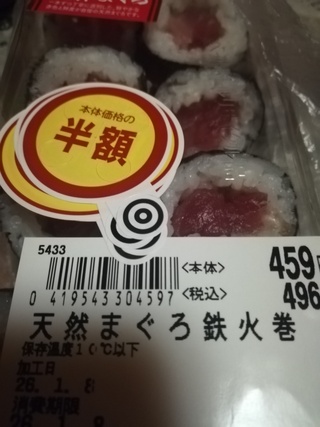 本体価格の
半額
5433
<本体> 459
0 419543304597 <税込> 496
天然まぐろ鉄火巻
保存温度10℃以下
加工日
26. 1. 8
消費期限